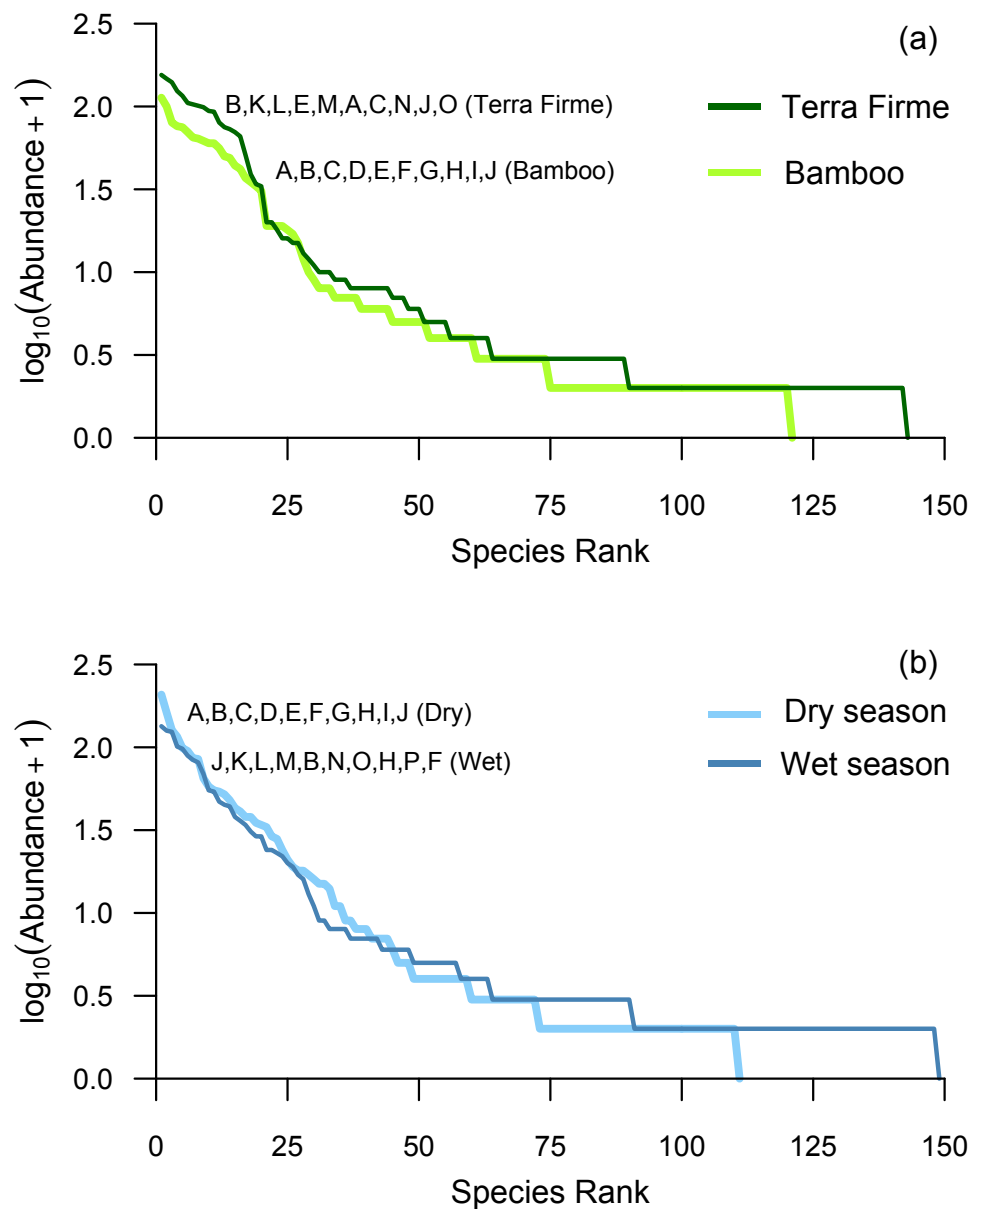 (a)
2.5
2.0
1.5
1.0
0.5
0.0
log10(Abundance + 1)
B,K,L,E,M,A,C,N,J,O (Terra Firme)
A,B,C,D,E,F,G,H,I,J (Bamboo)
Terra Firme
Bamboo
0 25 50 75 100 125 150
Species Rank
(b)
2.5
2.0
1.5
1.0
0.5
0.0
log10(Abundance + 1)
A,B,C,D,E,F,G,H,I,J (Dry)
J,K,L,M,B,N,O,H,P,F (Wet)
Dry season
Wet season
0 25 50 75 100 125 150
Species Rank